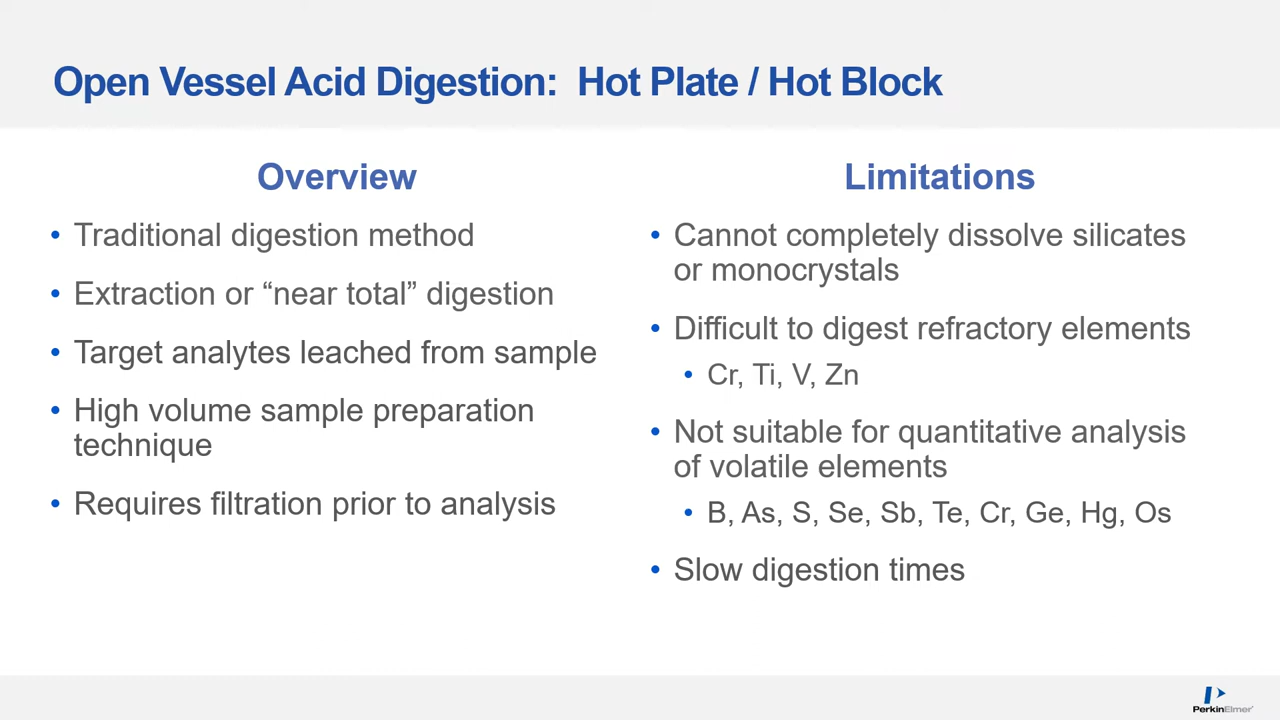 Open Vessel Acid Digestion: Hot Plate / Hot Block
Overview
• Traditional digestion method
• Extraction or “near total” digestion
• Target analytes leached from sample
• High volume sample preparation
technique
• Requires filtration prior to analysis
Limitations
• Cannot completely dissolve silicates
or monocrystals
• Difficult to digest refractory elements
• Cr, Ti, V, Zn
• Not suitable for quantitative analysis
of volatile elements
• B, As, S, Se, Sb, Te, Cr, Ge, Hg, Os
• Slow digestion times
PerkinElmer